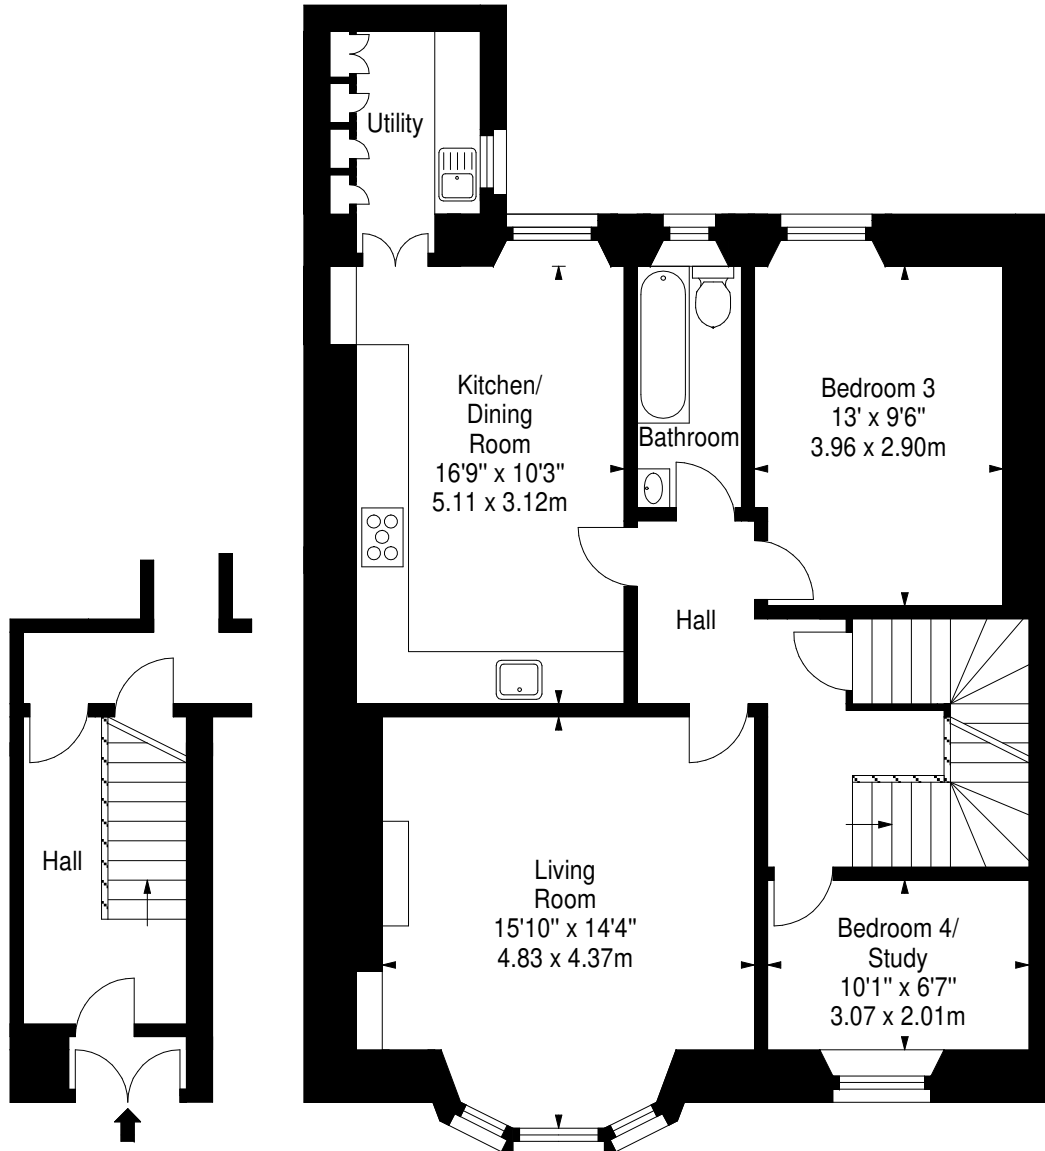 Utility
Kitchen/
Dining
Room
16'9" x 10'3"
5.11 x 3.12m
Bathroom
Bedroom 3
13' x 9'6"
3.96 x 2.90m
Hall
Hall
Living
Room
15'10" x 14'4"
4.83 x 4.37m
Bedroom 4/
Study
10'1" x 6'7"
3.07 x 2.01m